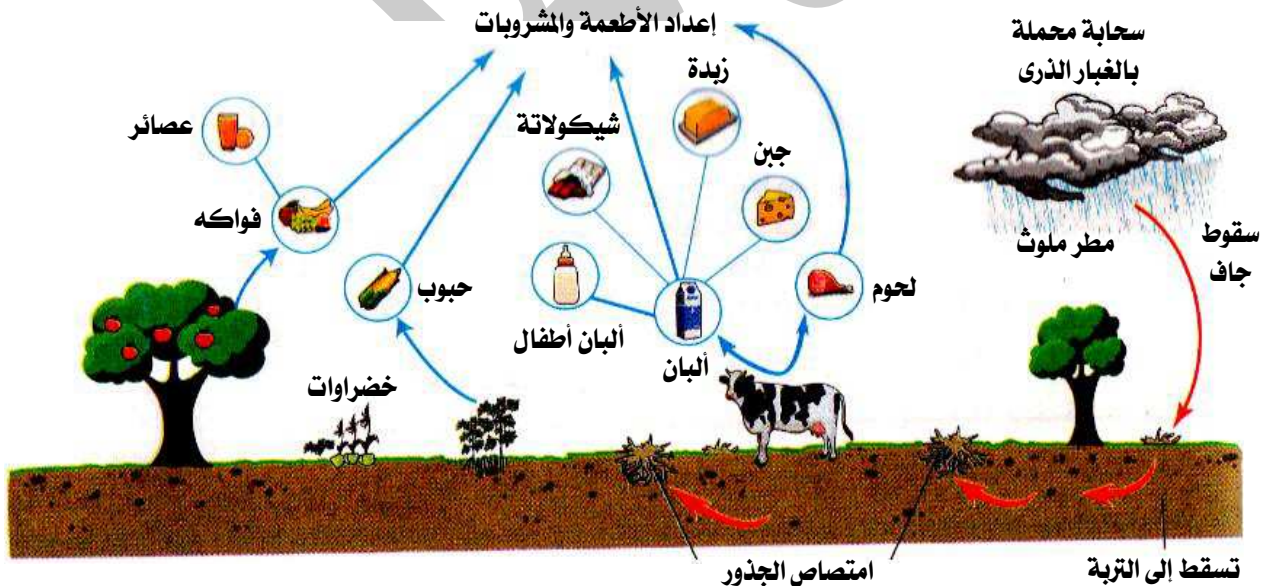 إعداد الأطعمة والمشروبات
سحابة محملة
بالغبار الذرى
زبدة
شيكولاتة
عصائر
جبن
فواكه
مطر ملوث
سقوط
جاف
حبوب
لحوم
ألبان أطفال
ألبان
خضراوات
امتصاص الجذور
تسقط إلى التربة